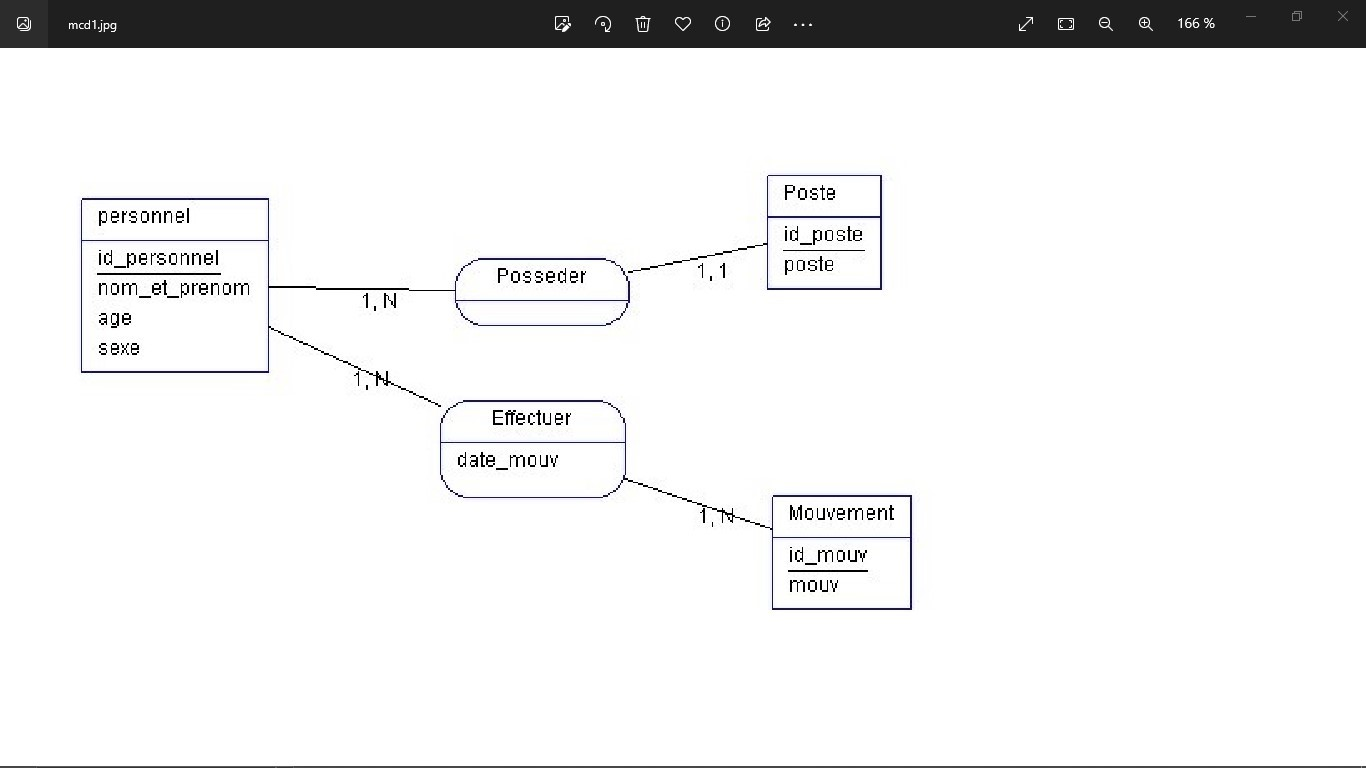 mcd1.jpg
166 %
personnel
id_personnel
nom_et_prenom
age
sexe
1,N
Posseder
1,1
Poste
id_poste
poste
1,N
Effectuer
date_mouv
1,N
Mouvement
id_mouv
mouv